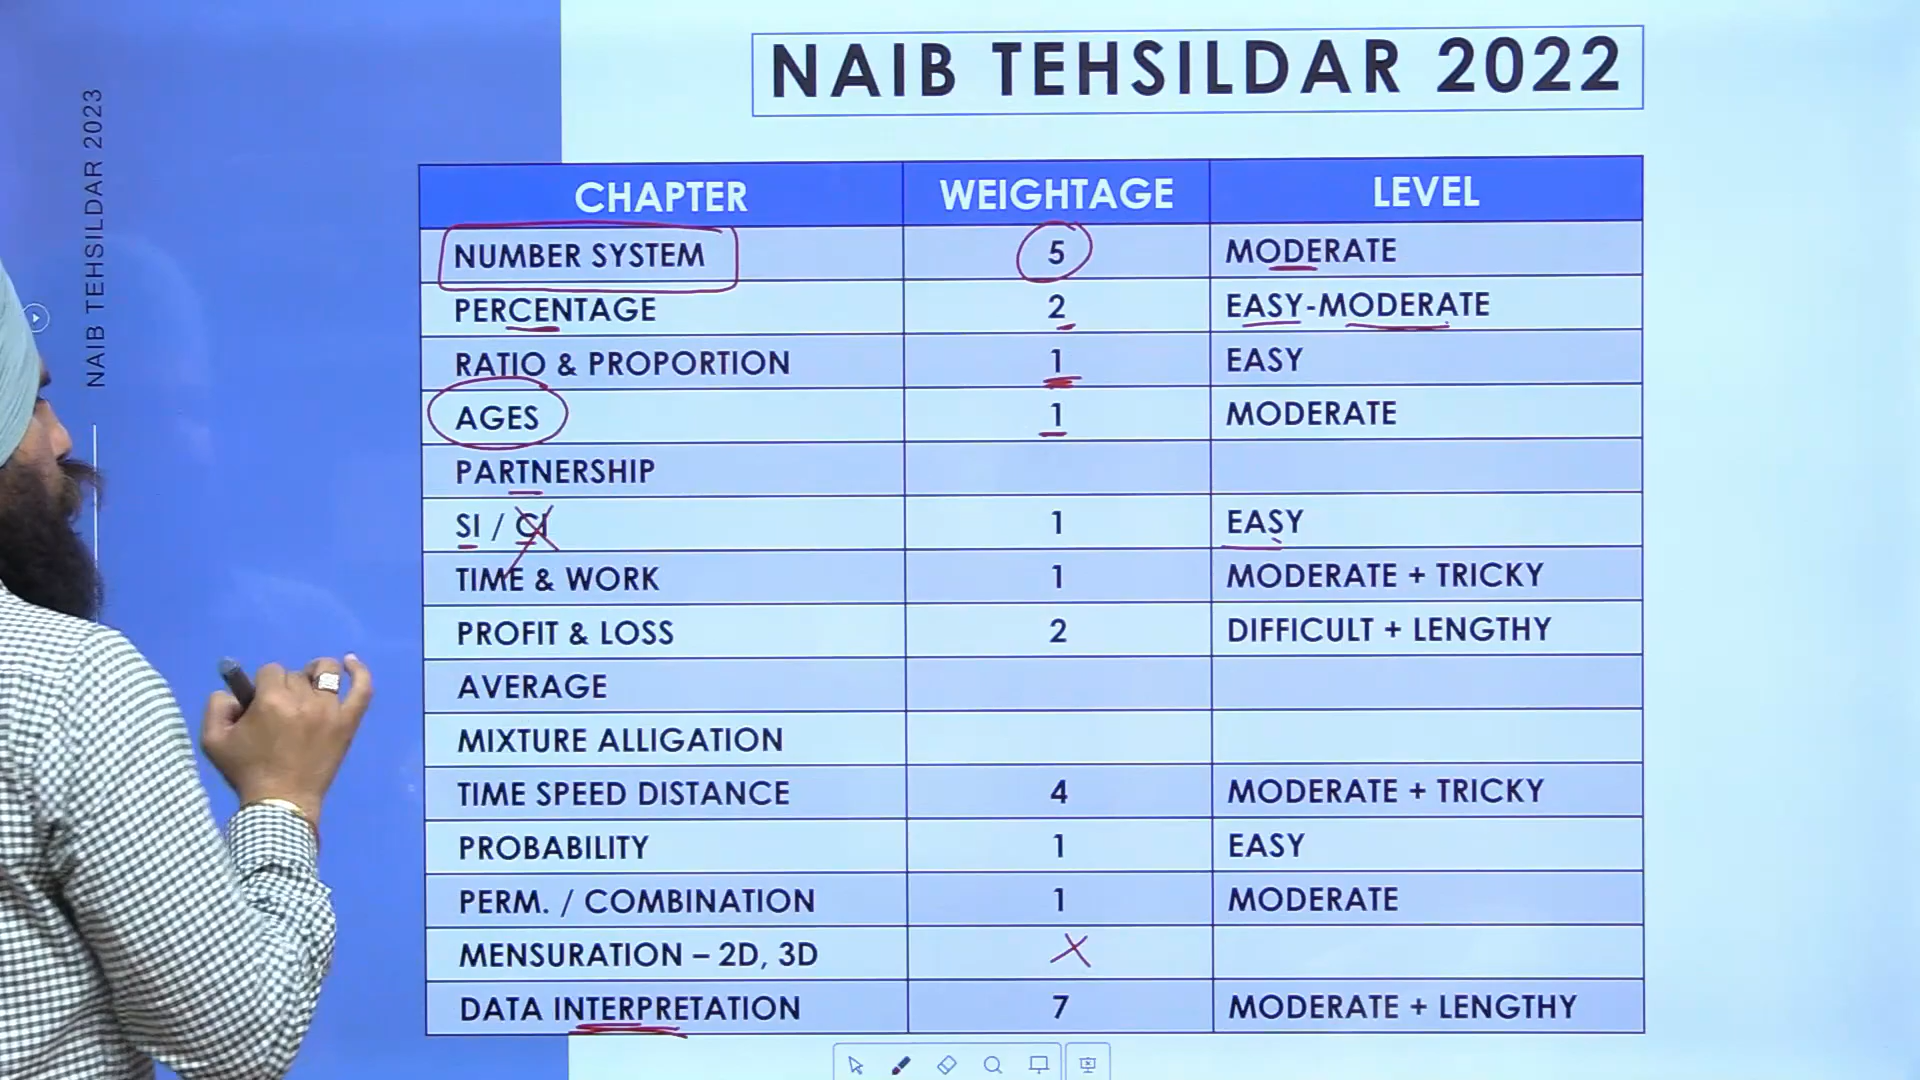 NAIB TEHSILDAR 2022
NAIB TEHSILDAR 2023
CHAPTER WEIGHTAGE LEVEL
NUMBER SYSTEM 5 MODERATE
PERCENTAGE 2 EASY-MODERATE
RATIO & PROPORTION 1 EASY
AGES 1 MODERATE
PARTNERSHIP
SI / CI 1 EASY
TIME & WORK 1 MODERATE + TRICKY
PROFIT & LOSS 2 DIFFICULT + LENGTHY
AVERAGE
MIXTURE ALLIGATION
TIME SPEED DISTANCE 4 MODERATE + TRICKY
PROBABILITY 1 EASY
PERM. / COMBINATION 1 MODERATE
MENSURATION – 2D, 3D
DATA INTERPRETATION 7 MODERATE + LENGTHY